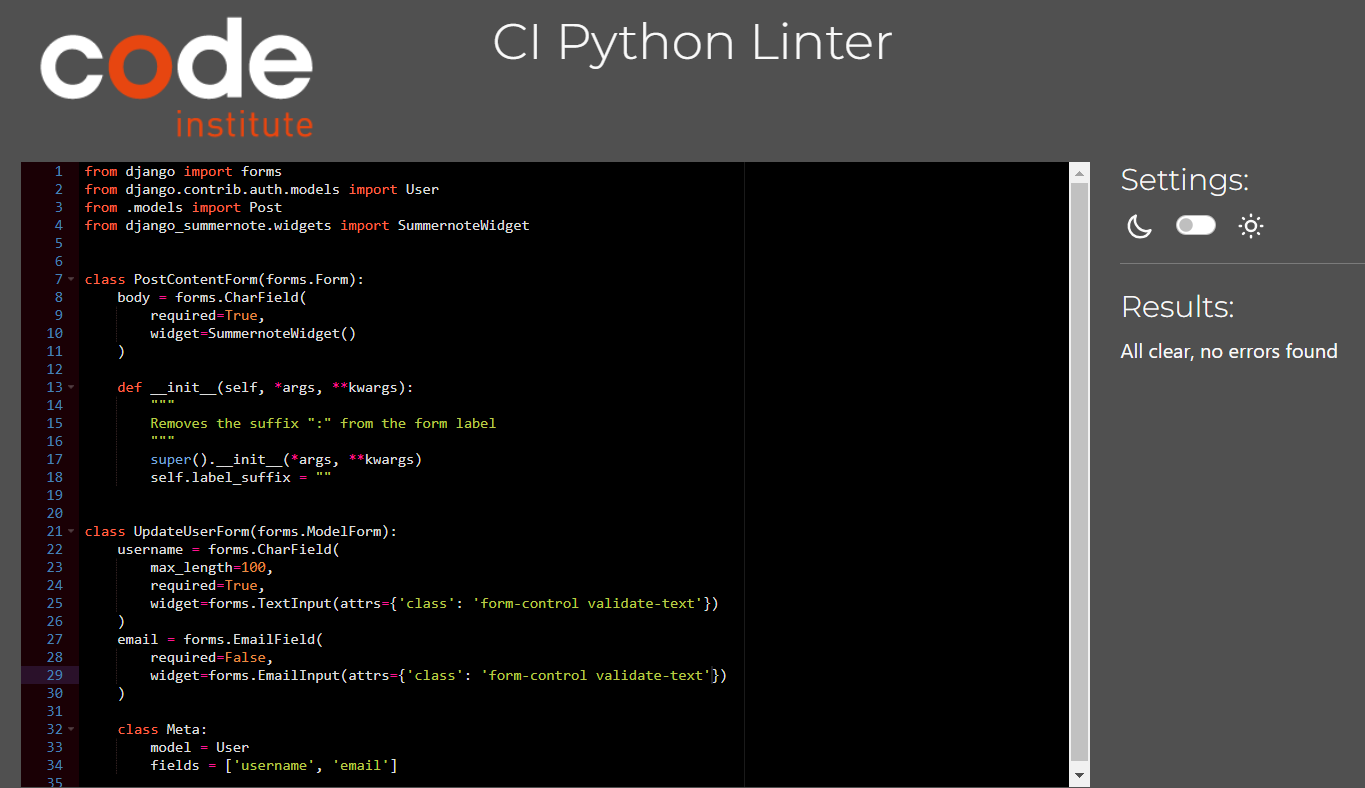 code
institute
CI Python Linter
1 from django import forms
2 from django.contrib.auth.models import User
3 from .models import Post
4 from django_summernote.widgets import SummernoteWidget
5
6
7 class PostContentForm(forms.Form):
8     body = forms.CharField(
9         required=True,
10         widget=SummernoteWidget()
11     )
12
13     def __init__(self, *args, **kwargs):
14         """
15         Removes the suffix ":" from the form label
16         """
17         super().__init__(*args, **kwargs)
18         self.label_suffix = ""
19
20
21 class UpdateUserForm(forms.ModelForm):
22     username = forms.CharField(
23         max_length=100,
24         required=True,
25         widget=forms.TextInput(attrs={'class': 'form-control validate-text'})
26     )
27     email = forms.EmailField(
28         required=False,
29         widget=forms.EmailInput(attrs={'class': 'form-control validate-text'})
30     )
31
32     class Meta:
33         model = User
34         fields = ['username', 'email']
35
Settings:
Results:
All clear, no errors found